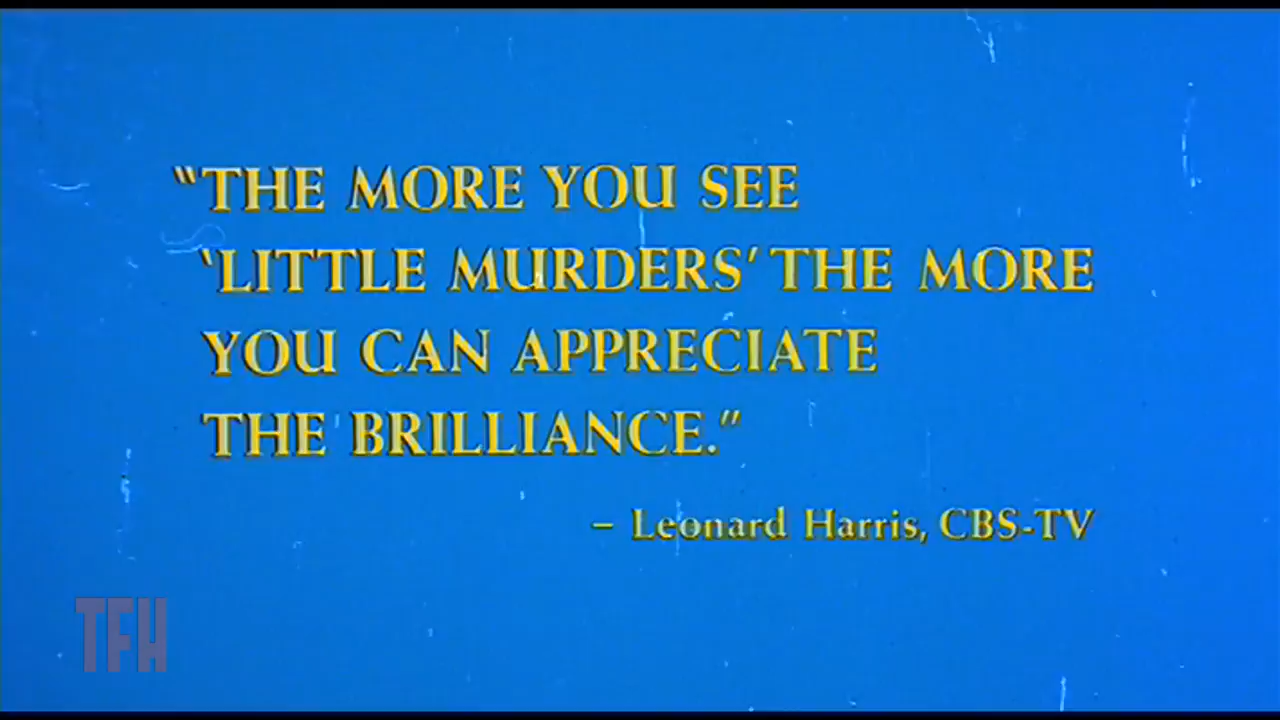 “THE MORE YOU SEE
‘LITTLE MURDERS’ THE MORE
YOU CAN APPRECIATE
THE BRILLIANCE.”
– Leonard Harris, CBS-TV
TFH